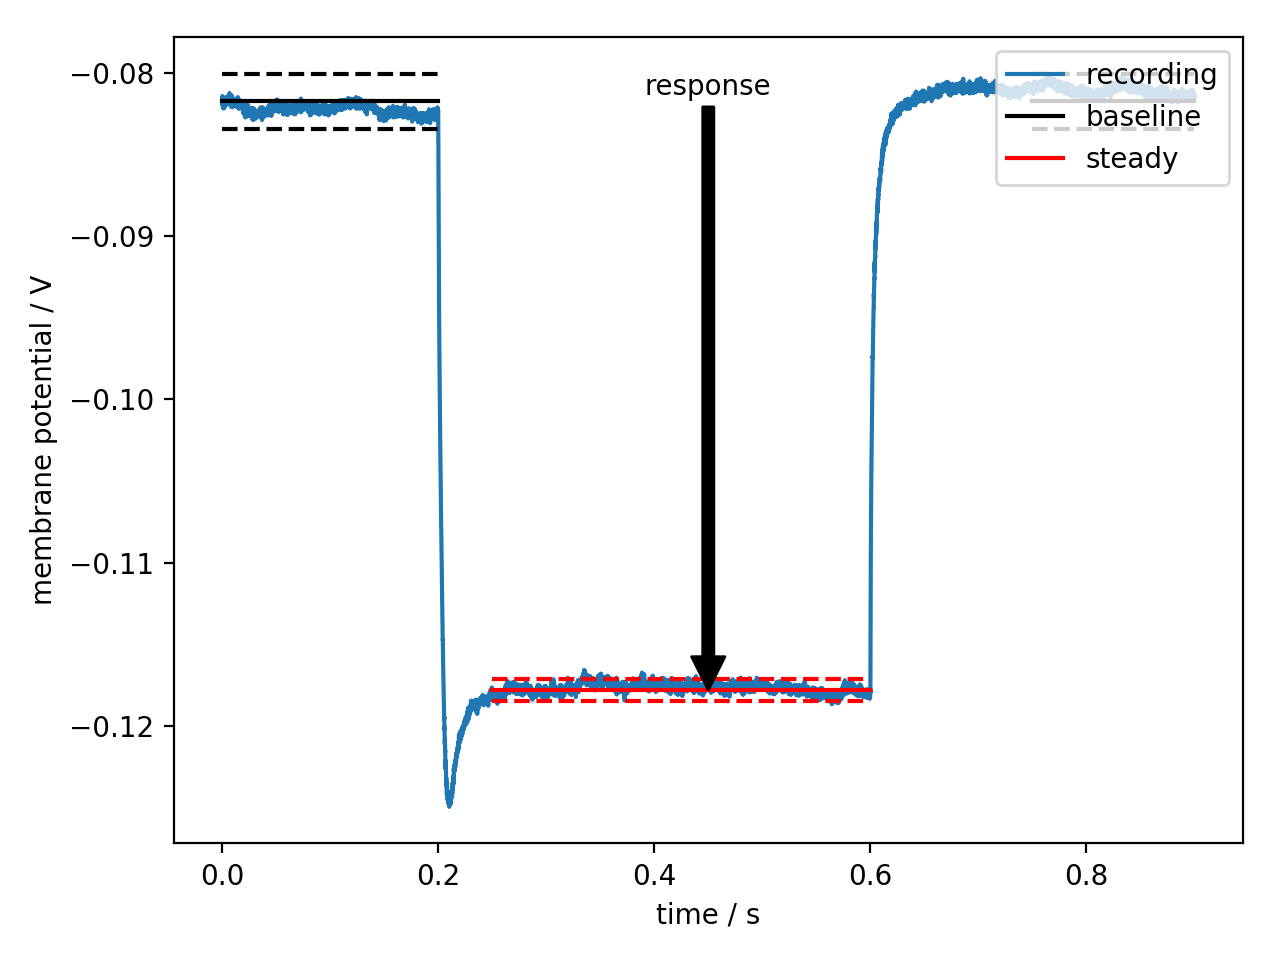 response
recording
baseline
steady
−0.08
−0.09
−0.10
−0.11
−0.12
membrane potential / V
0.0 0.2 0.4 0.6 0.8
time / s